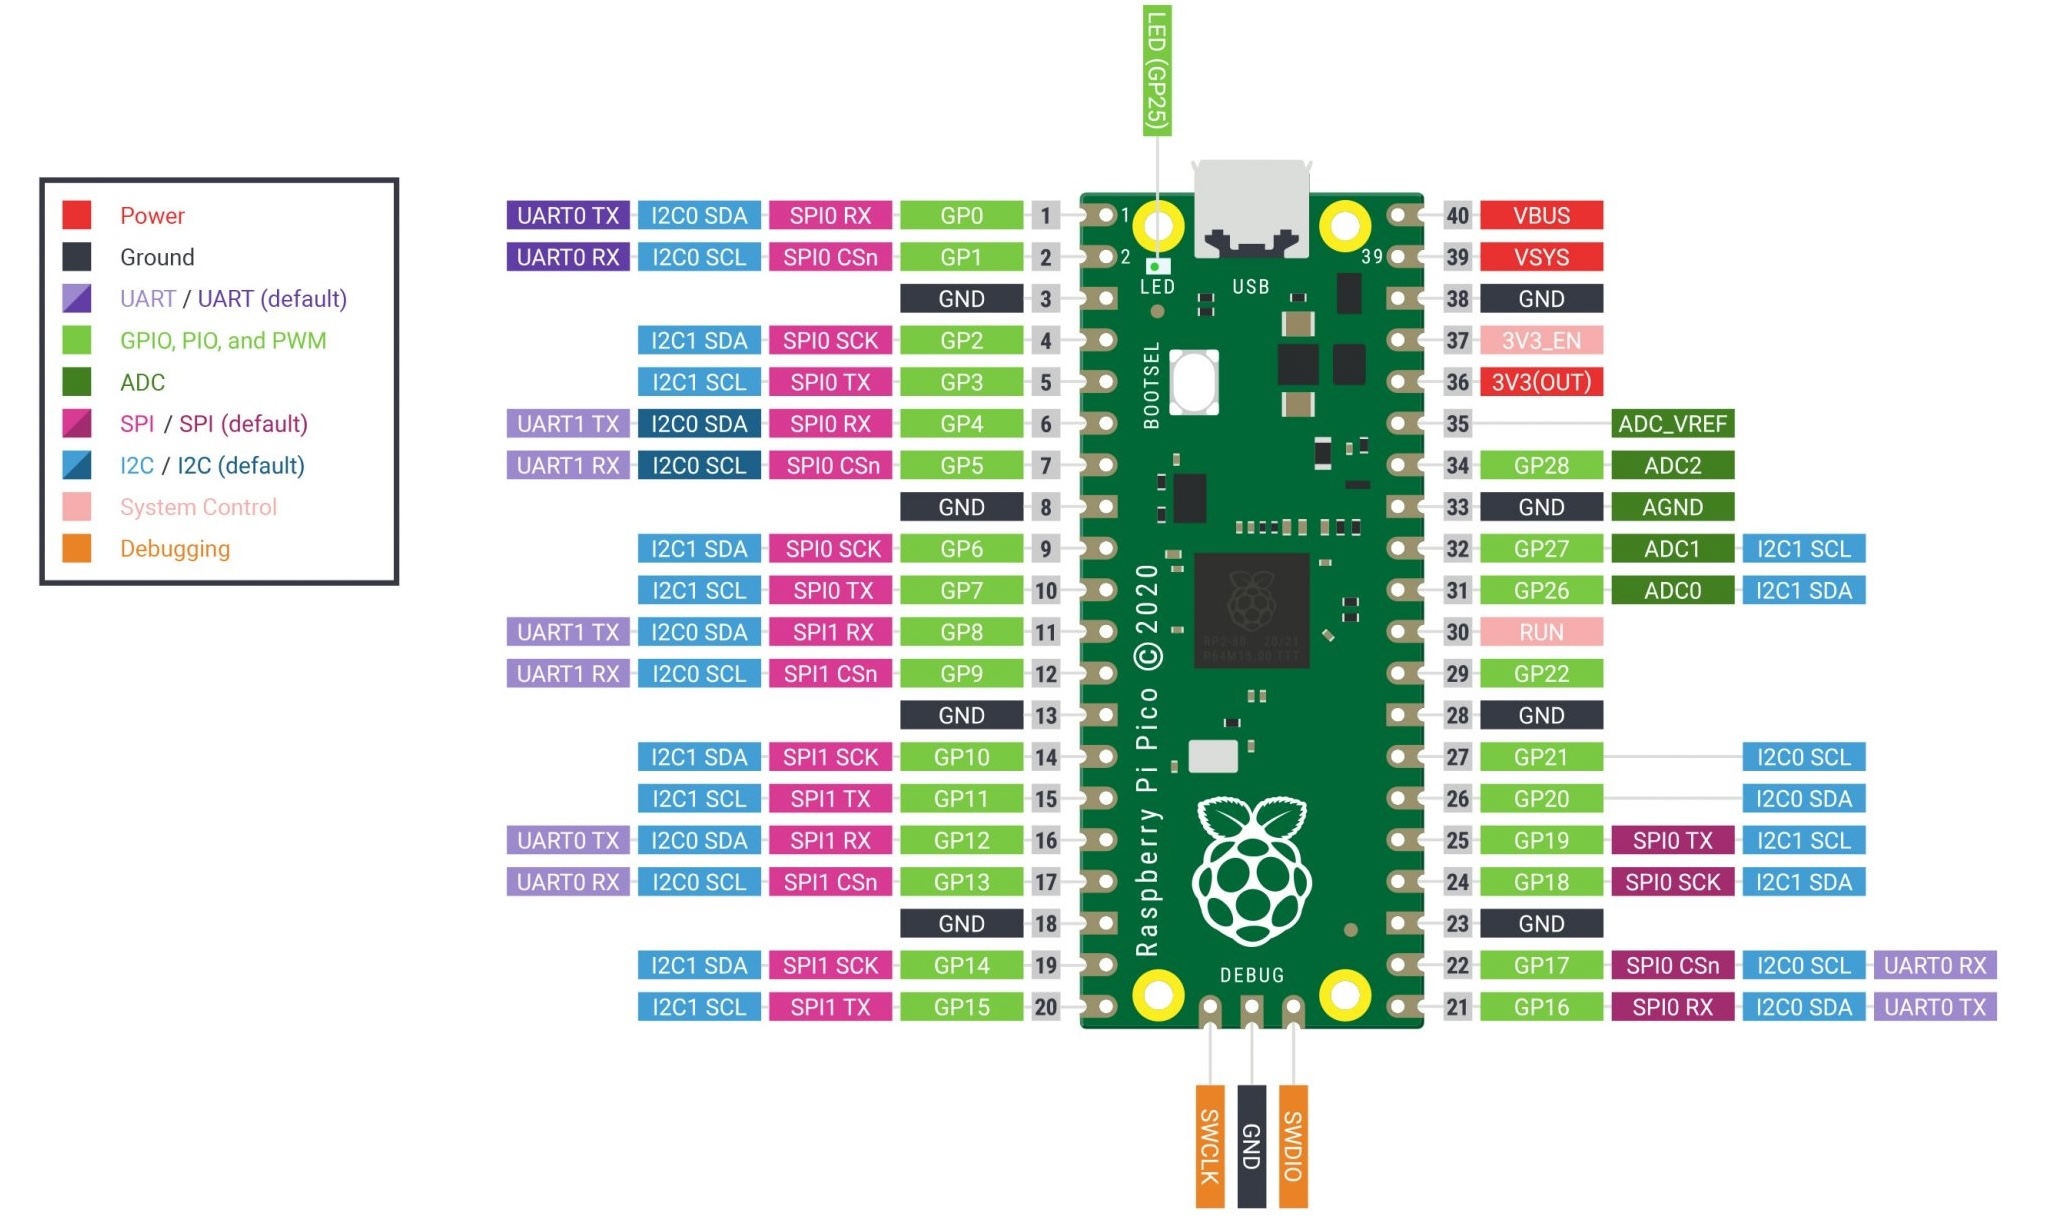 LED (GP25)
Power
Ground
UART / UART (default)
GPIO, PIO, and PWM
ADC
SPI / SPI (default)
I2C / I2C (default)
System Control
Debugging
UART0 TX I2C0 SDA SPI0 RX GP0 1
UART0 RX I2C0 SCL SPI0 CSn GP1 2
GND 3
I2C1 SDA SPI0 SCK GP2 4
I2C1 SCL SPI0 TX GP3 5
UART1 TX I2C0 SDA SPI0 RX GP4 6
UART1 RX I2C0 SCL SPI0 CSn GP5 7
GND 8
I2C1 SDA SPI0 SCK GP6 9
I2C1 SCL SPI0 TX GP7 10
UART1 TX I2C0 SDA SPI1 RX GP8 11
UART1 RX I2C0 SCL SPI1 CSn GP9 12
GND 13
I2C1 SDA SPI1 SCK GP10 14
I2C1 SCL SPI1 TX GP11 15
UART0 TX I2C0 SDA SPI1 RX GP12 16
UART0 RX I2C0 SCL SPI1 CSn GP13 17
GND 18
I2C1 SDA SPI1 SCK GP14 19
I2C1 SCL SPI1 TX GP15 20
1
2
39
LED
USB
BOOTSEL
Raspberry Pi Pico ©2020
DEBUG
40 VBUS
39 VSYS
38 GND
37 3V3_EN
36 3V3(OUT)
35 ADC_VREF
34 GP28 ADC2
33 GND AGND
32 GP27 ADC1 I2C1 SCL
31 GP26 ADC0 I2C1 SDA
30 RUN
29 GP22
28 GND
27 GP21 I2C0 SCL
26 GP20 I2C0 SDA
25 GP19 SPI0 TX I2C1 SCL
24 GP18 SPI0 SCK I2C1 SDA
23 GND
22 GP17 SPI0 CSn I2C0 SCL UART0 RX
21 GP16 SPI0 RX I2C0 SDA UART0 TX
SWCLK
GND
SWDIO